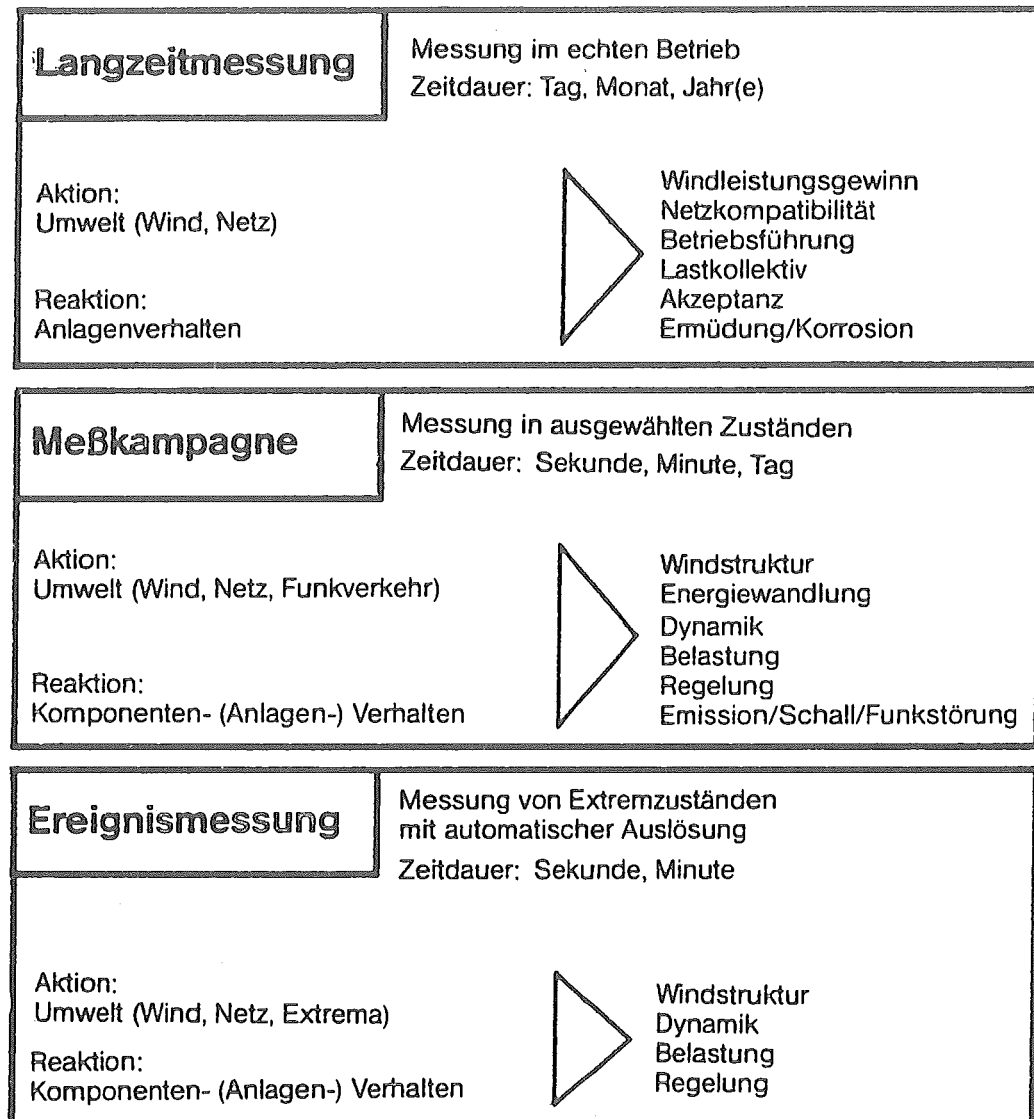 Langzeitmessung
Messung im echten Betrieb
Zeitdauer: Tag, Monat, Jahr(e)
Aktion:
Umwelt (Wind, Netz)
Reaktion:
Anlagenverhalten
Windleistungsgewinn
Netzkompatibilität
Betriebsführung
Lastkollektiv
Akzeptanz
Ermüdung/Korrosion
Meßkampagne
Messung in ausgewählten Zuständen
Zeitdauer: Sekunde, Minute, Tag
Aktion:
Umwelt (Wind, Netz, Funkverkehr)
Reaktion:
Komponenten- (Anlagen-) Verhalten
Windstruktur
Energiewandlung
Dynamik
Belastung
Regelung
Emission/Schall/Funkstörung
Ereignismessung
Messung von Extremzuständen
mit automatischer Auslösung
Zeitdauer: Sekunde, Minute
Aktion:
Umwelt (Wind, Netz, Extrema)
Reaktion:
Komponenten- (Anlagen-) Verhalten
Windstruktur
Dynamik
Belastung
Regelung